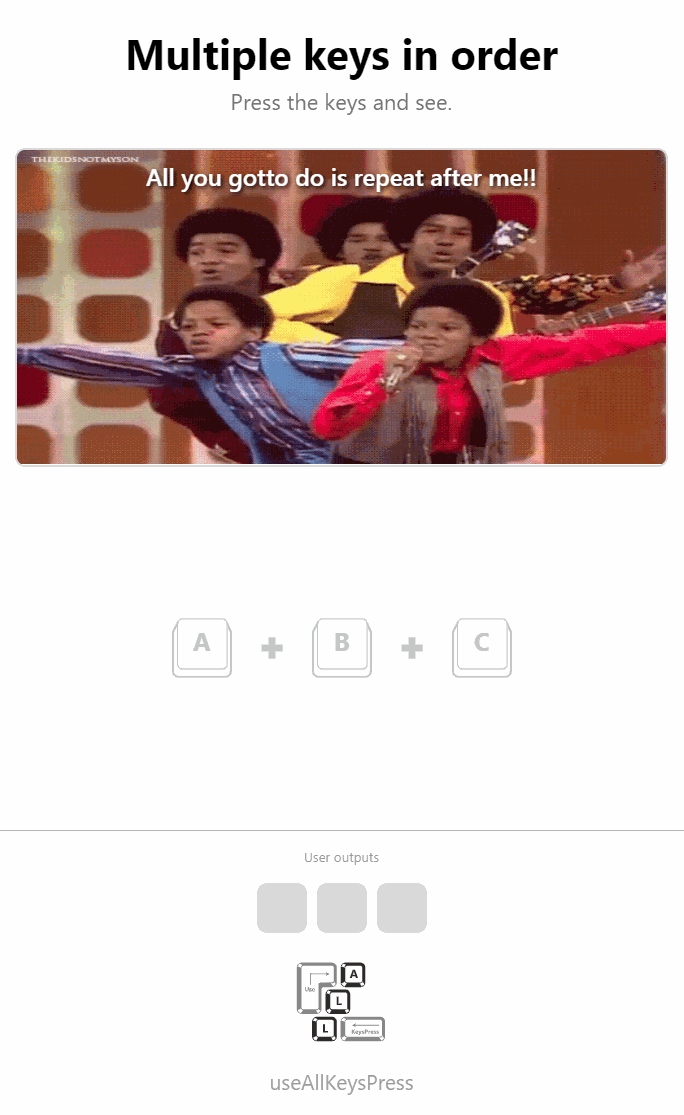 Multiple keys in order
Press the keys and see.
THEKIDSNOTMYSON
All you gotto do is repeat after me!!
A + B + C
User outputs
Use
A
L
L
KeysPress
useAllKeysPress